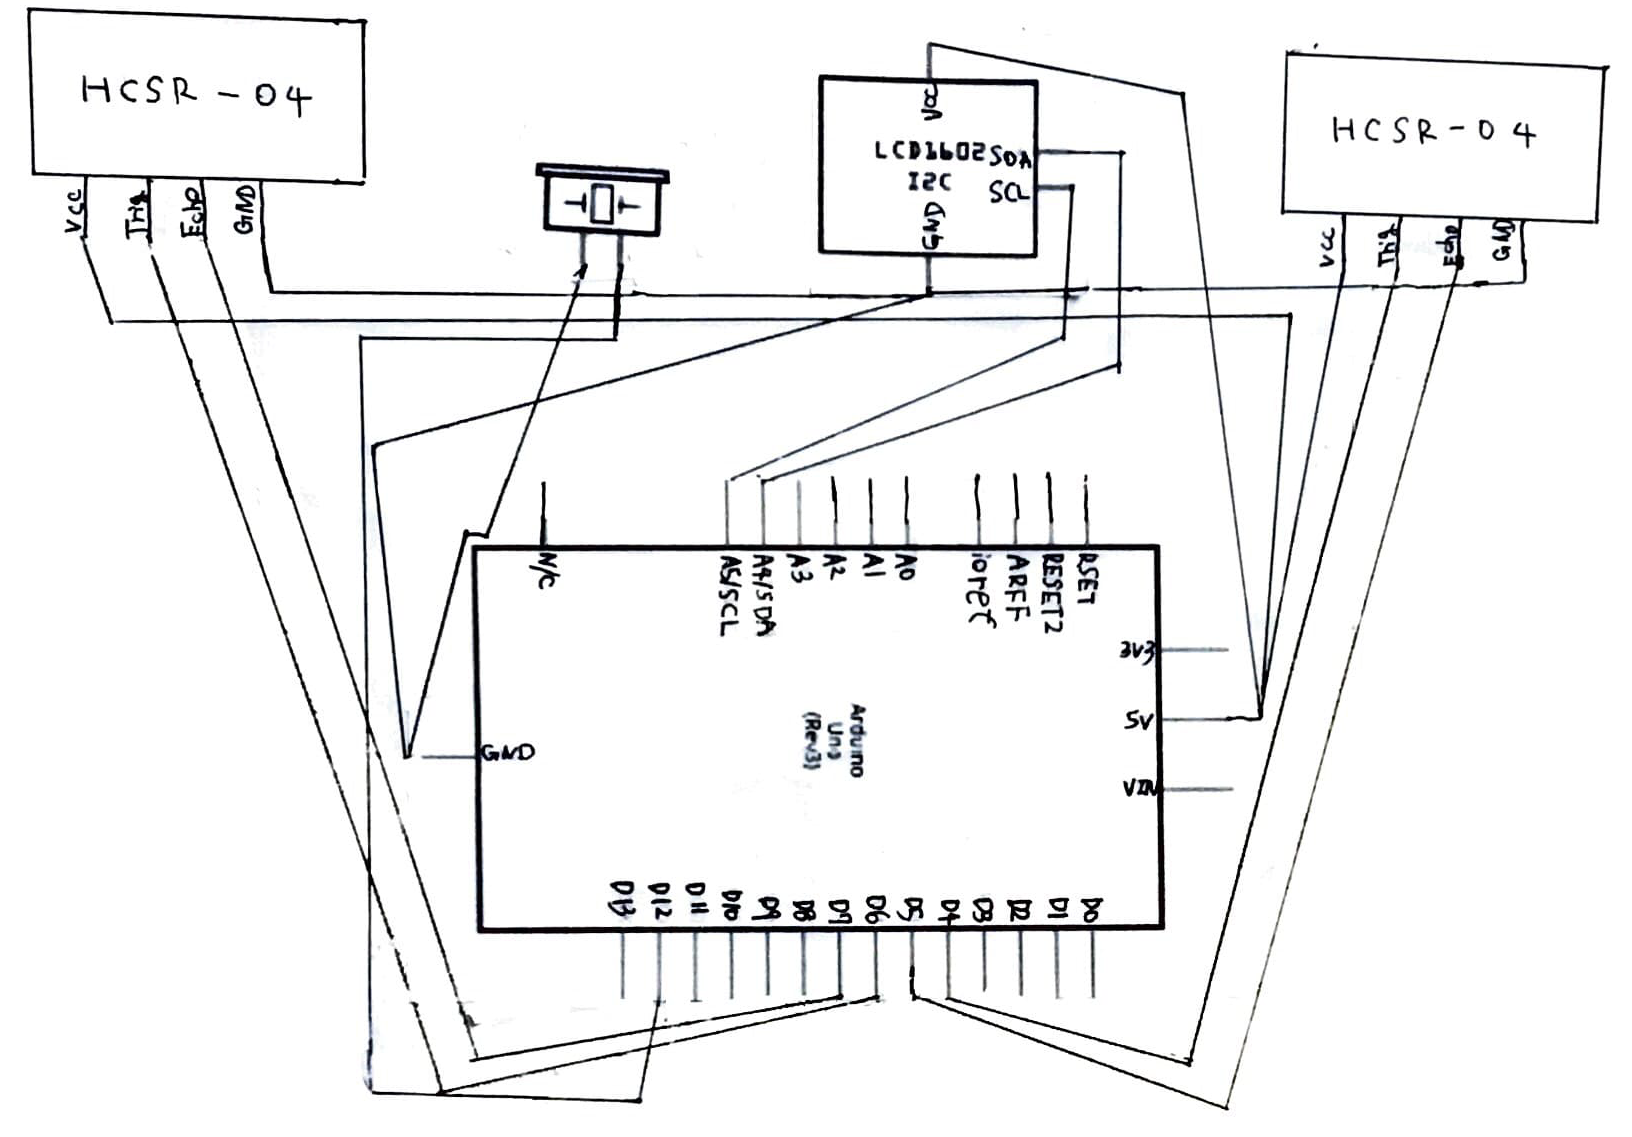 HCSR-04
VCC
Trig
Echo
GND
VCC
LCD1602
I2C
SDA
SCL
GND
HCSR-04
VCC
Trig
Echo
GND
N/C
A5/SCL
A4/SDA
A3
A2
A1
A0
ioref
ARFF
RESET2
RSET
3V3
5V
VIN
GND
Arduino
Uno
(Rev3)
D13
D12
D11
D10
D9
D8
D7
D6
D5
D4
D3
D2
D1
D0